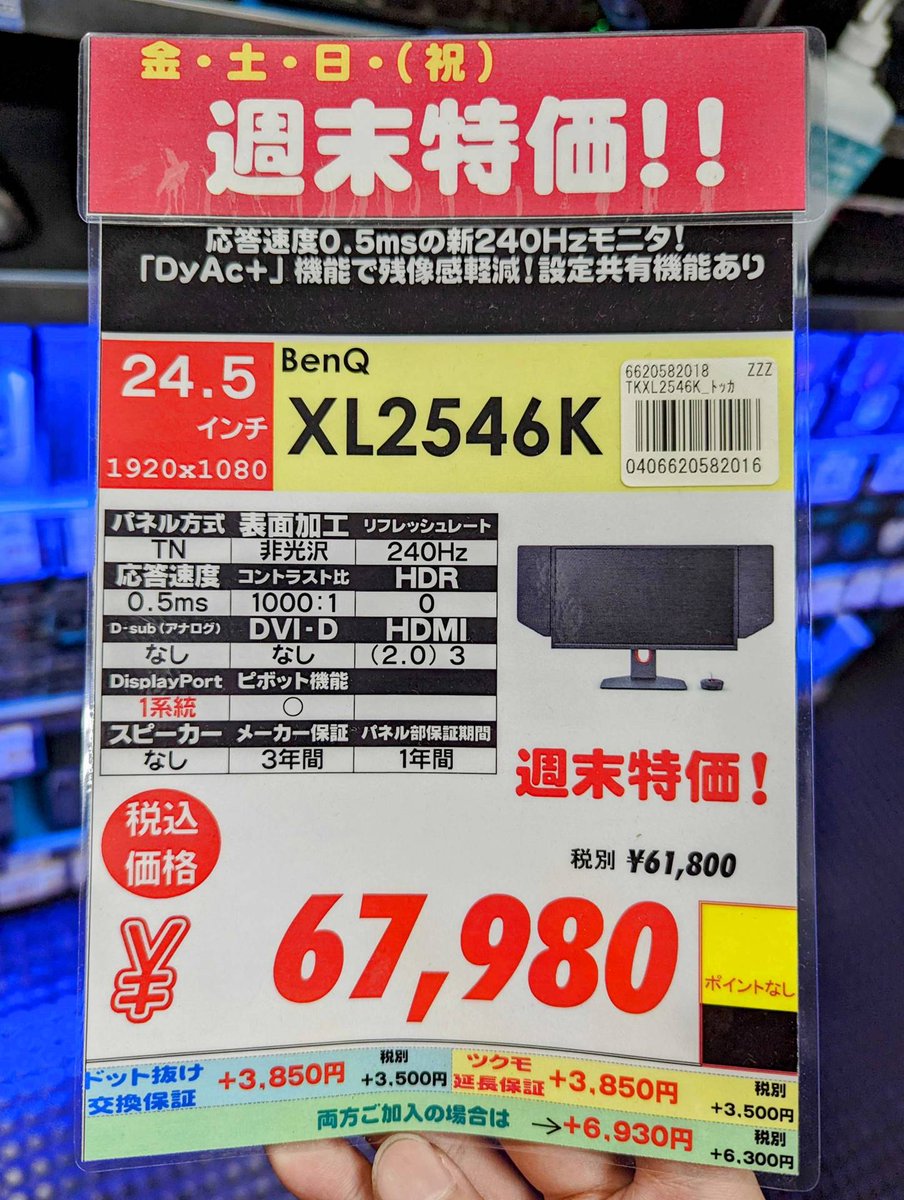 金・土・日・(祝)
週末特価!!
応答速度0.5msの新240Hzモニタ!
「DyAc+」機能で残像感軽減!設定共有機能あり
24.5
インチ
1920x1080
BenQ
XL2546K
6620582018 ZZZ
TKXL2546K_トッカ
0406620582016
パネル方式 表面加工 リフレッシュレート
TN 非光沢 240Hz
応答速度 コントラスト比 HDR
0.5ms 1000:1 0
D-sub(アナログ) DVI-D HDMI
なし なし (2.0) 3
DisplayPort ピボット機能
1系統 ○
スピーカー メーカー保証 パネル部保証期間
なし 3年間 1年間
週末特価!
税込
価格
税別 ¥61,800
¥67,980
ポイントなし
ドット抜け
交換保証
+3,850円
税別
+3,500円
ツクモ
延長保証
+3,850円
税別
+3,500円
両方ご加入の場合は →+6,930円
税別
+6,300円